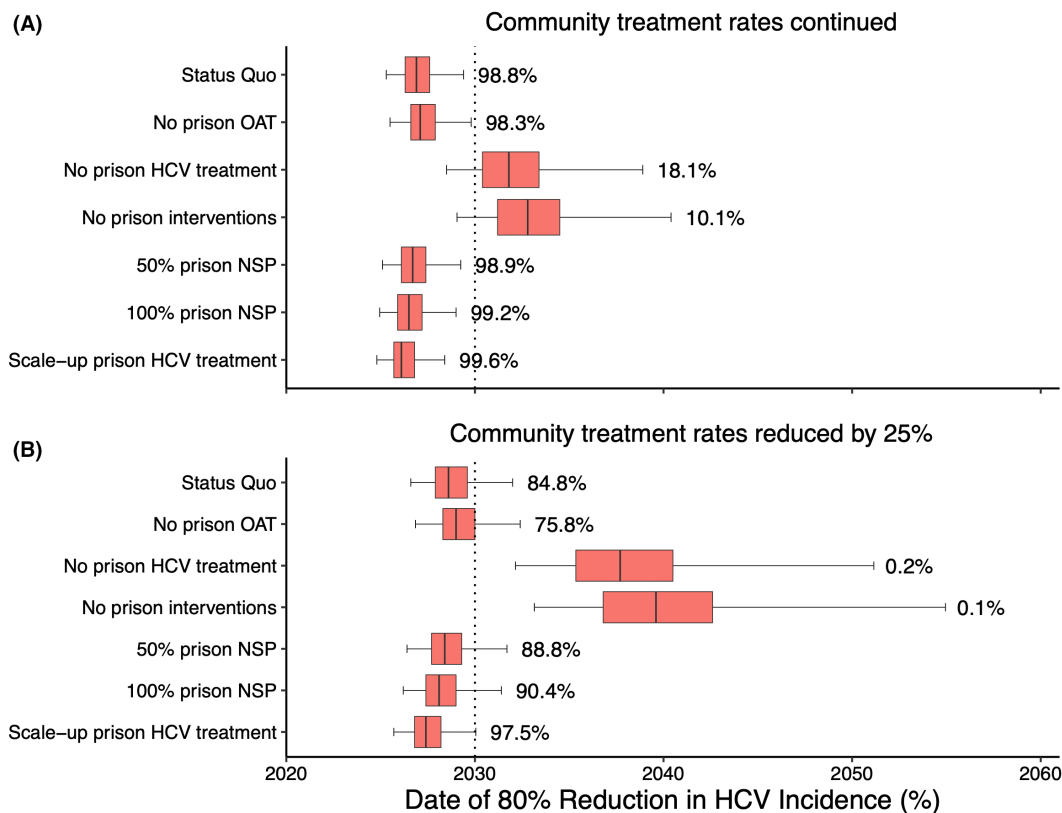 (A)
Community treatment rates continued
Status Quo
98.8%
No prison OAT
98.3%
No prison HCV treatment
18.1%
No prison interventions
10.1%
50% prison NSP
98.9%
100% prison NSP
99.2%
Scale−up prison HCV treatment
99.6%
(B)
Community treatment rates reduced by 25%
Status Quo
84.8%
No prison OAT
75.8%
No prison HCV treatment
0.2%
No prison interventions
0.1%
50% prison NSP
88.8%
100% prison NSP
90.4%
Scale−up prison HCV treatment
97.5%
2020 2030 2040 2050 2060
Date of 80% Reduction in HCV Incidence (%)